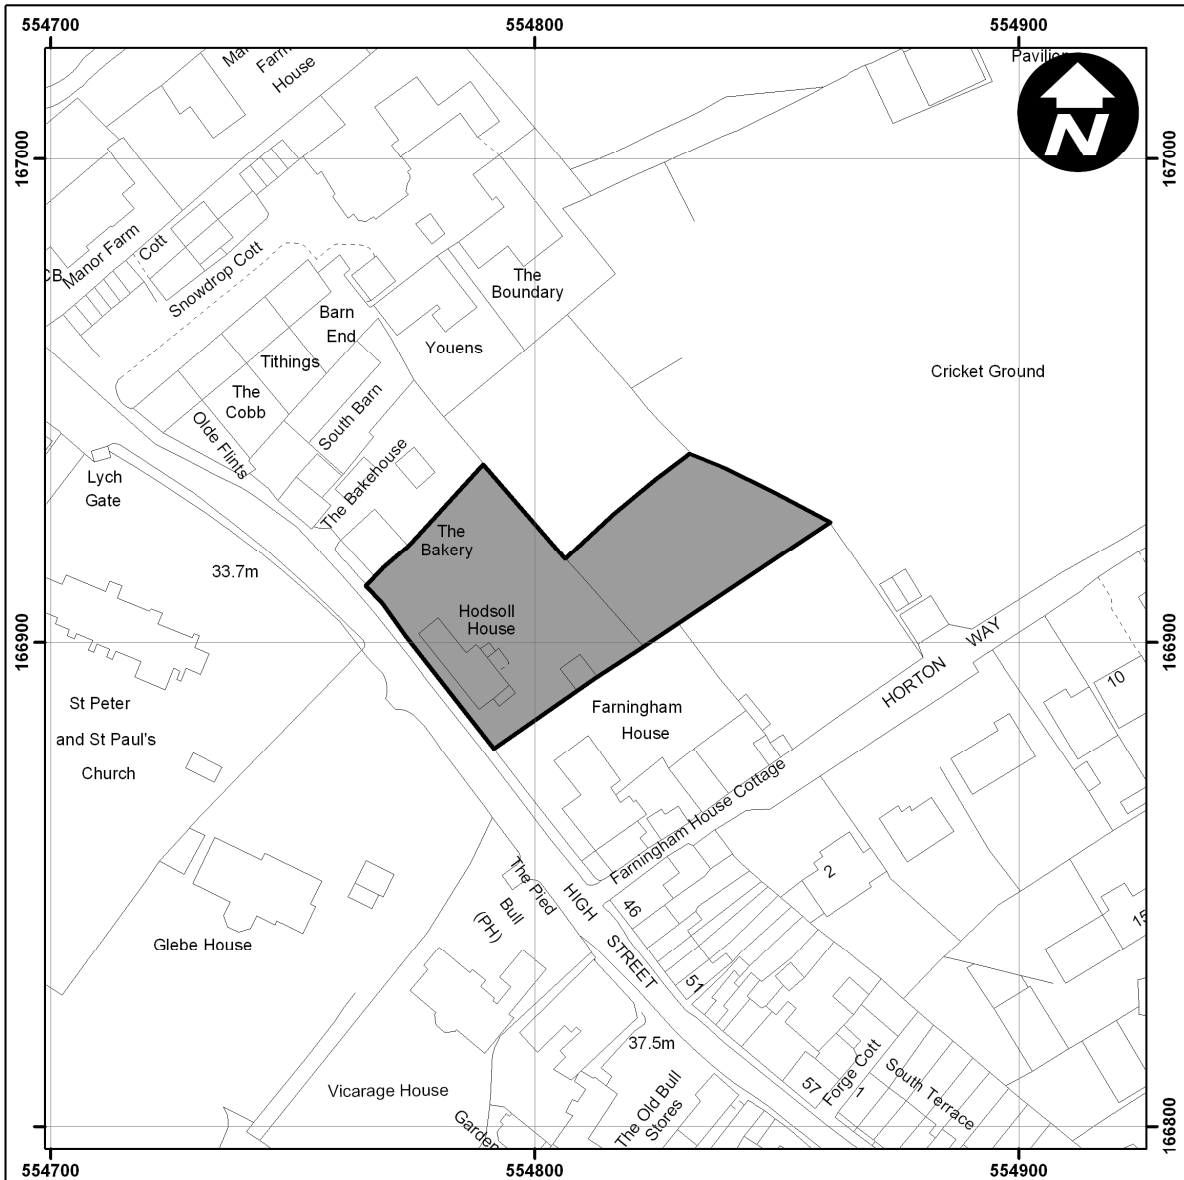 554700
554800
554900
Farm
House
Pavilion
N
167000
167000
Manor Farm
Cott
CB
Snowdrop Cott
The
Boundary
Barn
End
Youens
Tithings
Cricket Ground
The
Cobb
South Barn
Olde Flints
The Bakehouse
Lych
Gate
The
Bakery
33.7m
Hodsoll
House
166900
166900
HORTON WAY
10
St Peter
and St Paul's
Church
Farningham
House
Farningham House Cottage
2
The Pied
Bull
(PH)
HIGH
STREET
46
51
15
Glebe House
37.5m
Vicarage House
Garden
The Old Bull
Stores
57
Forge Cott
1
South Terrace
166800
166800
554700
554800
554900